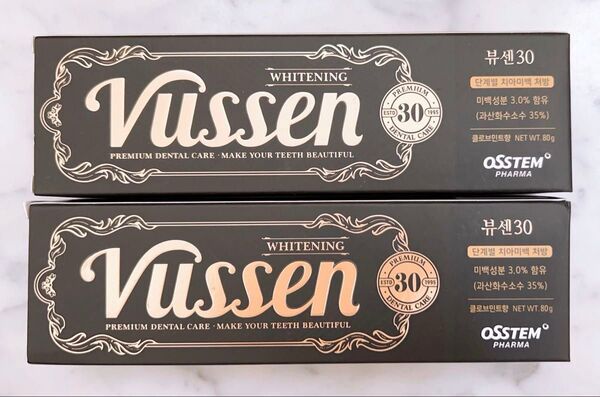 WHITENING
Vussen
PREMIUM DENTAL CARE · MAKE YOUR TEETH BEAUTIFUL
PREMIUM
ESTD 30 1995
DENTAL CARE
뷰센30
단계별 치아미백 처방
미백성분 3.0% 함유
(과산화수소수 35%)
클로브민트향 NET WT. 80g
OSSTEM
PHARMA
WHITENING
Vussen
PREMIUM DENTAL CARE · MAKE YOUR TEETH BEAUTIFUL
PREMIUM
ESTD 30 1995
DENTAL CARE
뷰센30
단계별 치아미백 처방
미백성분 3.0% 함유
(과산화수소수 35%)
클로브민트향 NET WT. 80g
OSSTEM
PHARMA